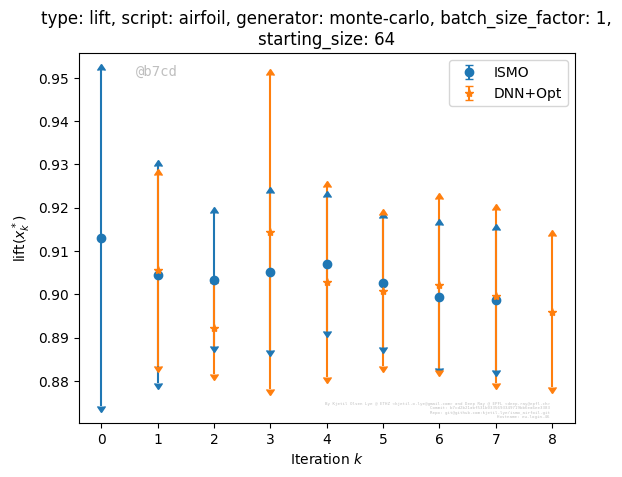 type: lift, script: airfoil, generator: monte-carlo, batch_size_factor: 1,
starting_size: 64
@b7cd
ISMO
DNN+Opt
0.95
0.94
0.93
0.92
0.91
0.90
0.89
0.88
lift(x*k)
0 1 2 3 4 5 6 7 8
Iteration k